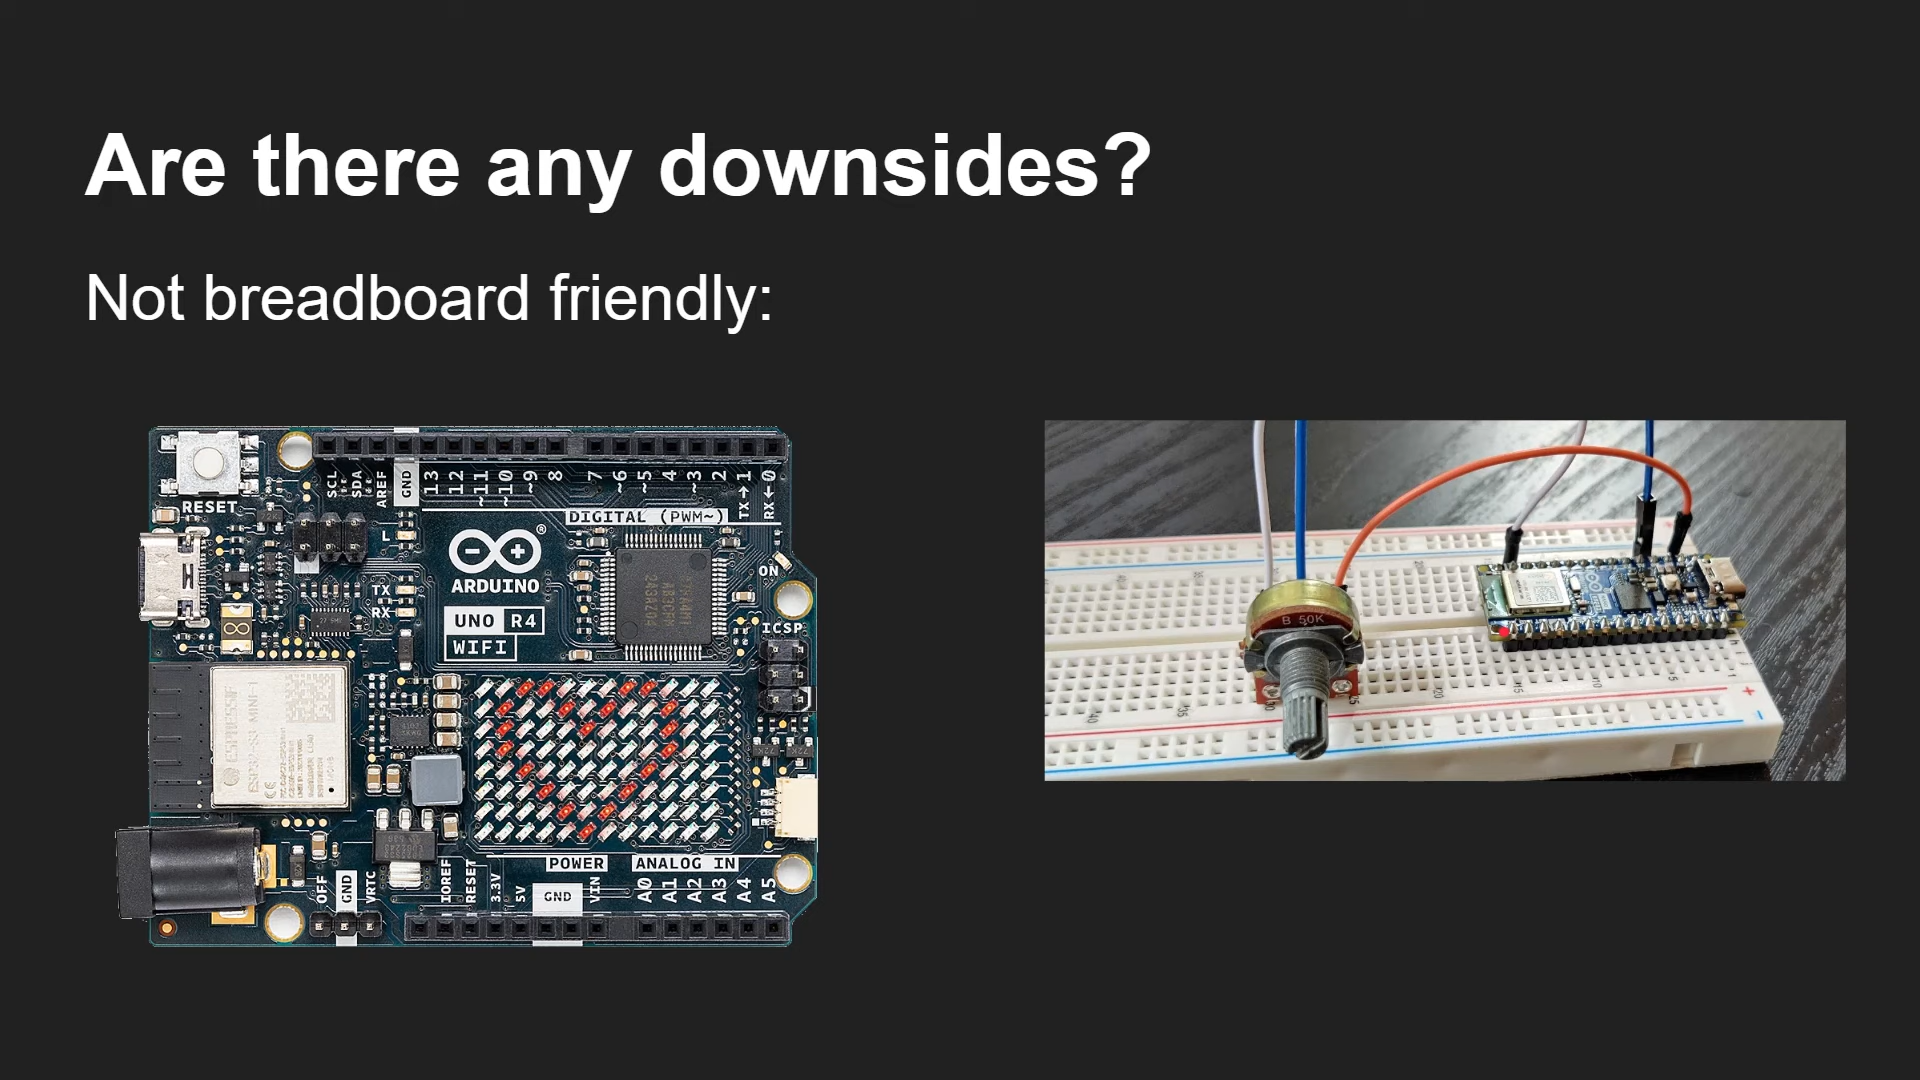 Are there any downsides?
Not breadboard friendly:
RESET
SCL
SDA
AREF
GND
13
12
~11
~10
~9
8
7
~6
~5
4
~3
2
TX→1
RX←0
DIGITAL (PWM~)
L
TX
RX
ARDUINO
®
ON
UNO R4
WIFI
ICSP
ESPRESSIF
POWER
ANALOG IN
OFF
GND
VRTC
IOREF
RESET
3.3V
5V
GND
VIN
A0
A1
A2
A3
A4
A5
B 50K
+